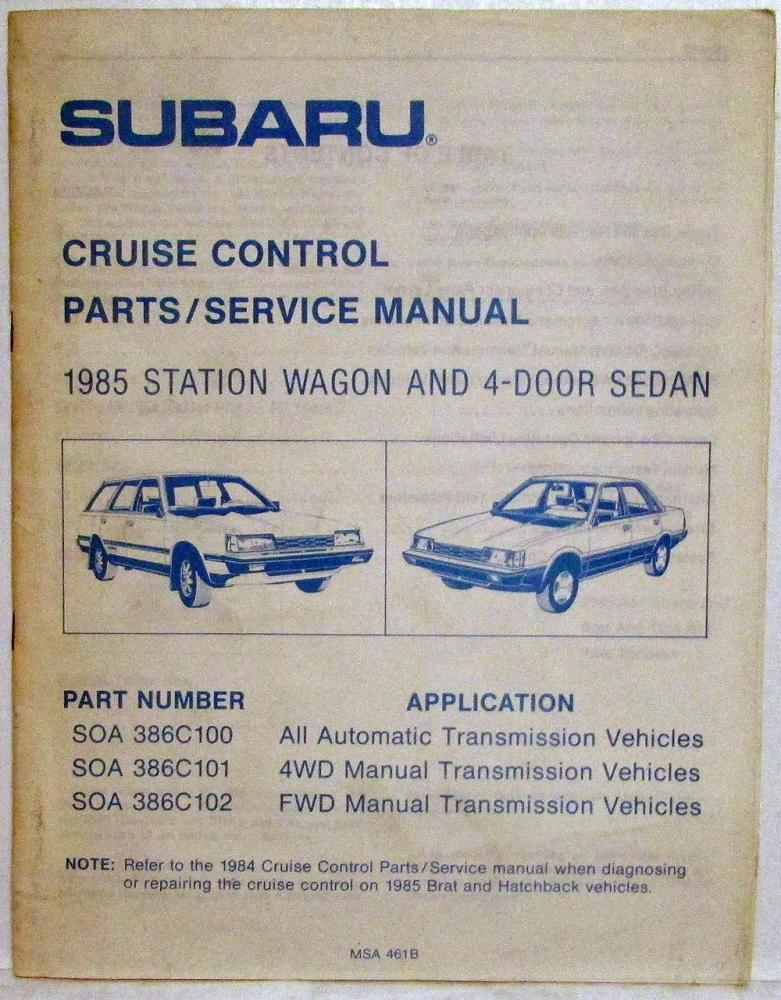 SUBARU®
CRUISE CONTROL
PARTS/SERVICE MANUAL
1985 STATION WAGON AND 4-DOOR SEDAN
PART NUMBER APPLICATION
SOA 386C100 All Automatic Transmission Vehicles
SOA 386C101 4WD Manual Transmission Vehicles
SOA 386C102 FWD Manual Transmission Vehicles
NOTE: Refer to the 1984 Cruise Control Parts/Service manual when diagnosing
or repairing the cruise control on 1985 Brat and Hatchback vehicles.
MSA 461B